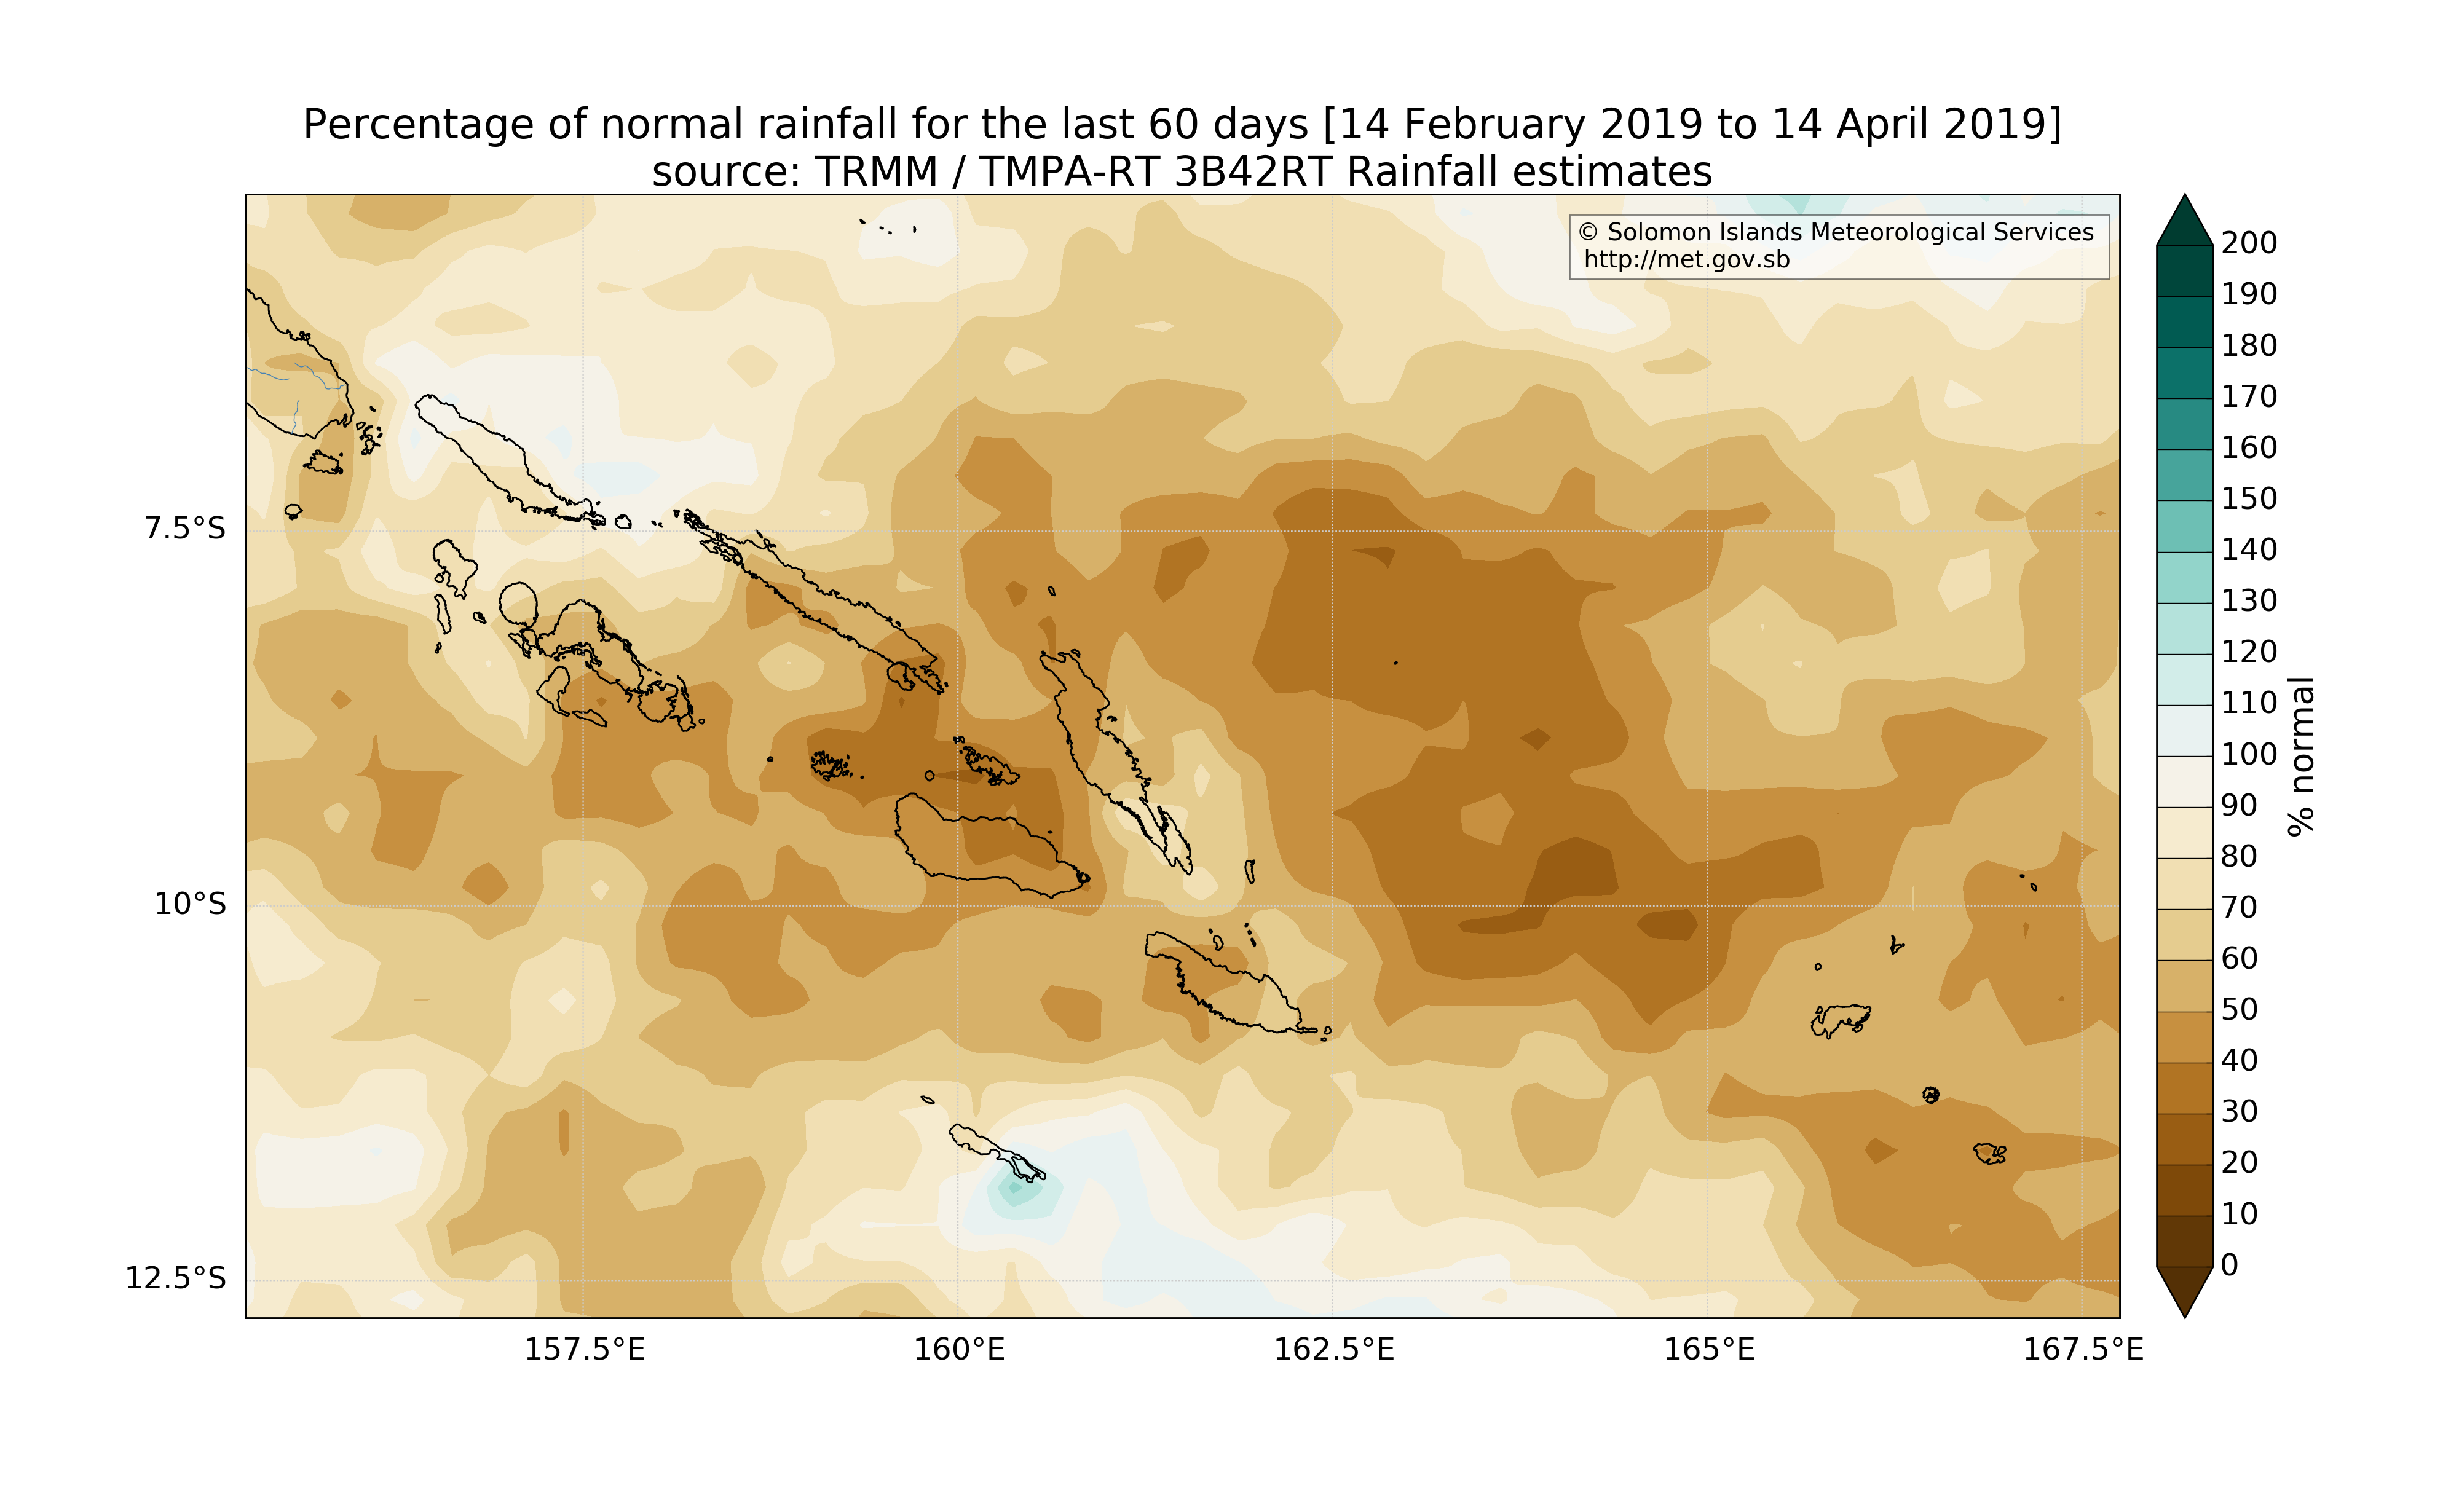 Percentage of normal rainfall for the last 60 days [14 February 2019 to 14 April 2019]
source: TRMM / TMPA-RT 3B42RT Rainfall estimates
© Solomon Islands Meteorological Services
http://met.gov.sb
7.5°S
10°S
12.5°S
157.5°E
160°E
162.5°E
165°E
167.5°E
200
190
180
170
160
150
140
130
120
110
100
90
80
70
60
50
40
30
20
10
0
% normal